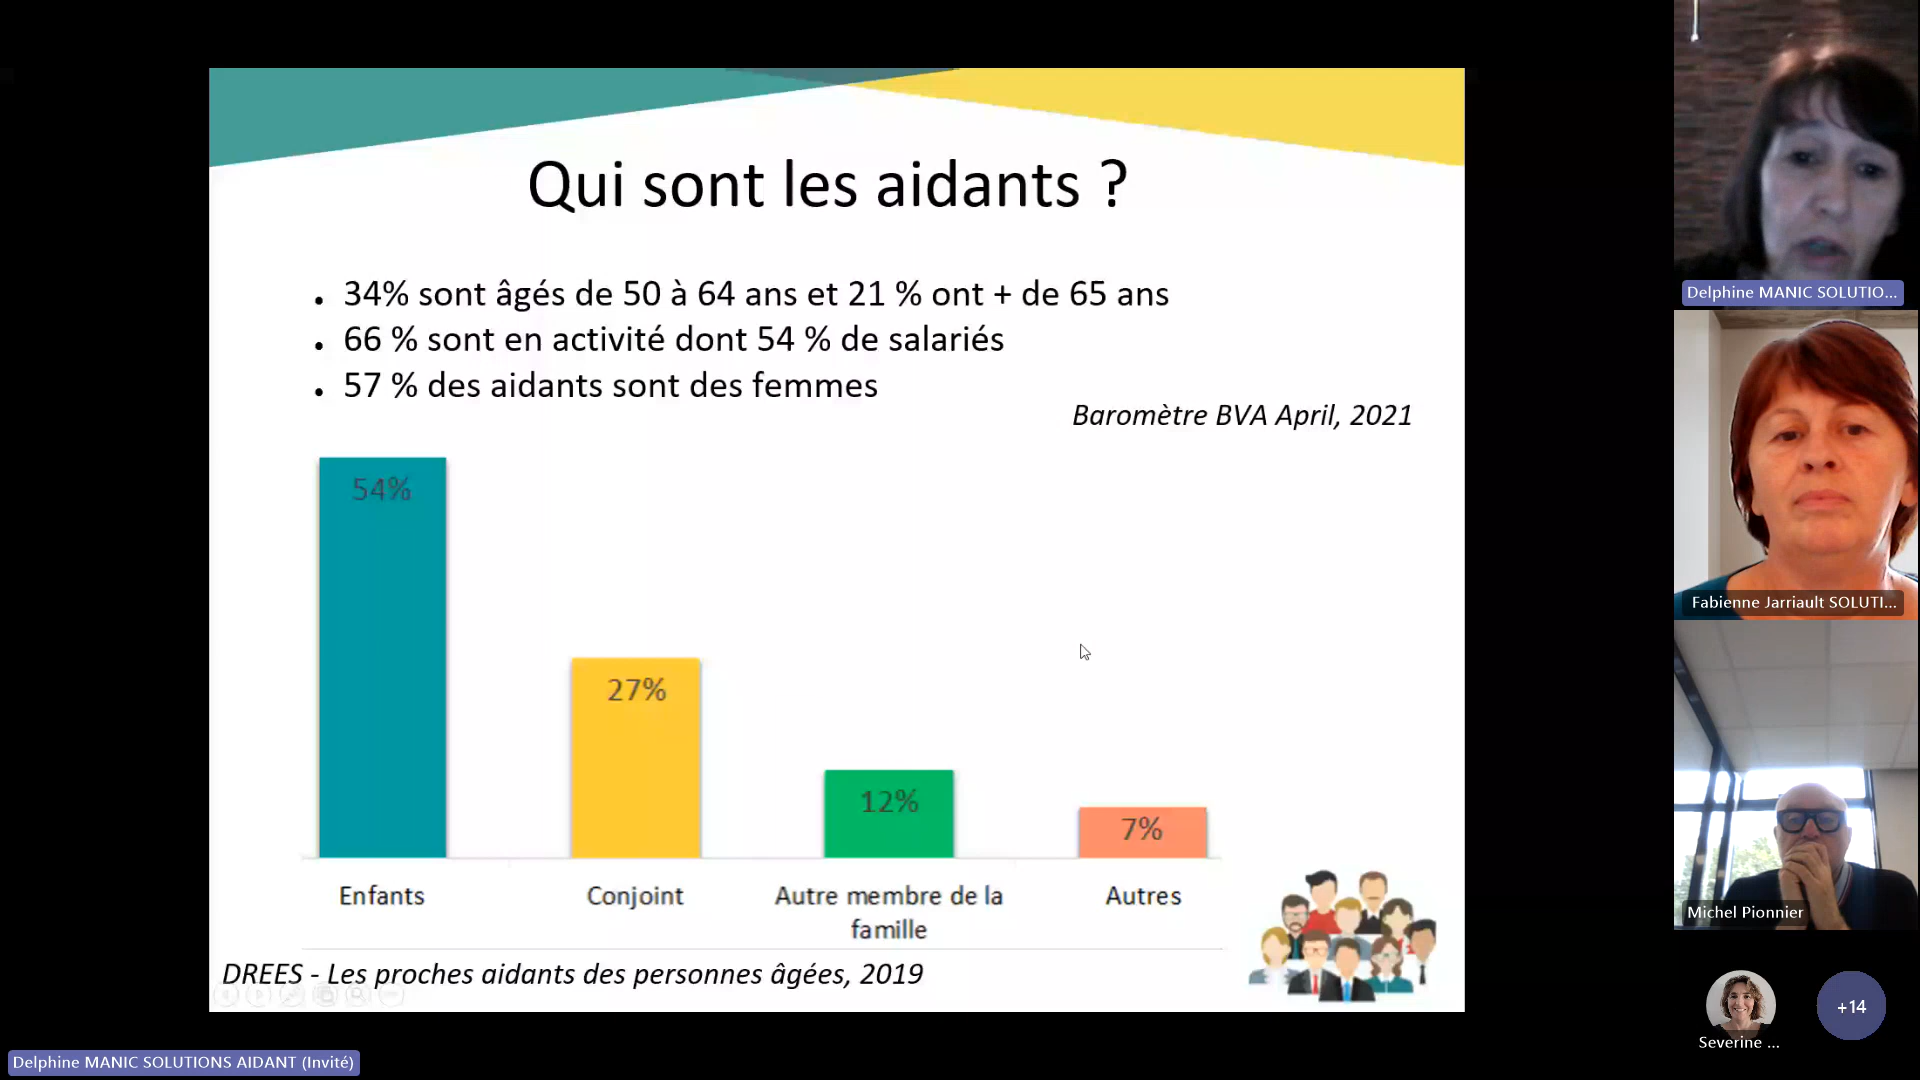 Qui sont les aidants ?
34% sont âgés de 50 à 64 ans et 21 % ont + de 65 ans
66 % sont en activité dont 54 % de salariés
57 % des aidants sont des femmes
Baromètre BVA April, 2021
54%
27%
12%
7%
Enfants
Conjoint
Autre membre de la
famille
Autres
DREES - Les proches aidants des personnes âgées, 2019
Delphine MANIC SOLUTIONS AIDANT (Invité)
Delphine MANIC SOLUTIO...
Fabienne Jarriault SOLUTI...
Michel Pionnier
Severine ...
+14